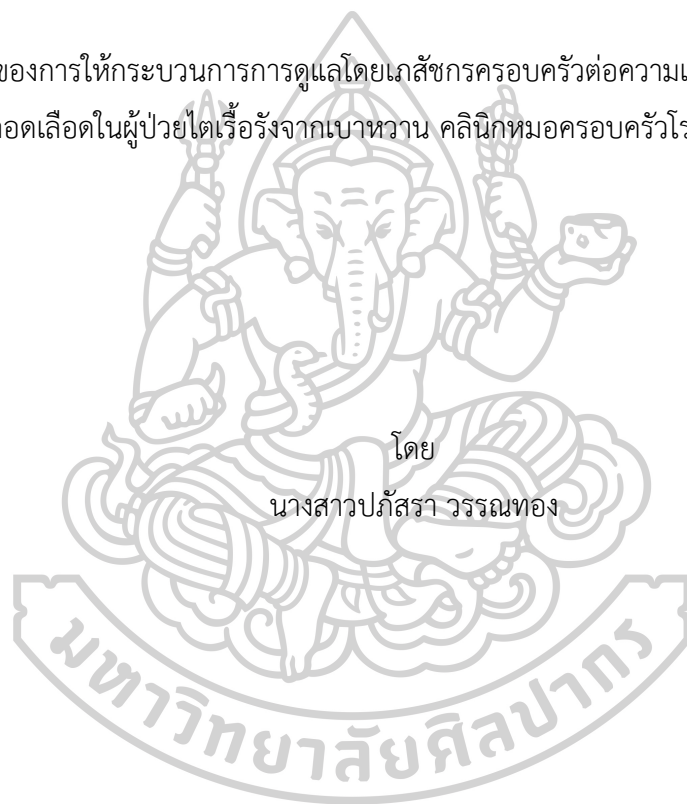 ของการให้กระบวนการการดูแลโดยเภสัชกรครอบครัวต่อความเ
อดเลือดในผู้ป่วยไตเรื้อรังจากเบาหวาน คลินิกหมอครอบครัวโร
โดย
นางสาวปภัสรา วรรณทอง
มหาวิทยาลัยศิลปากร